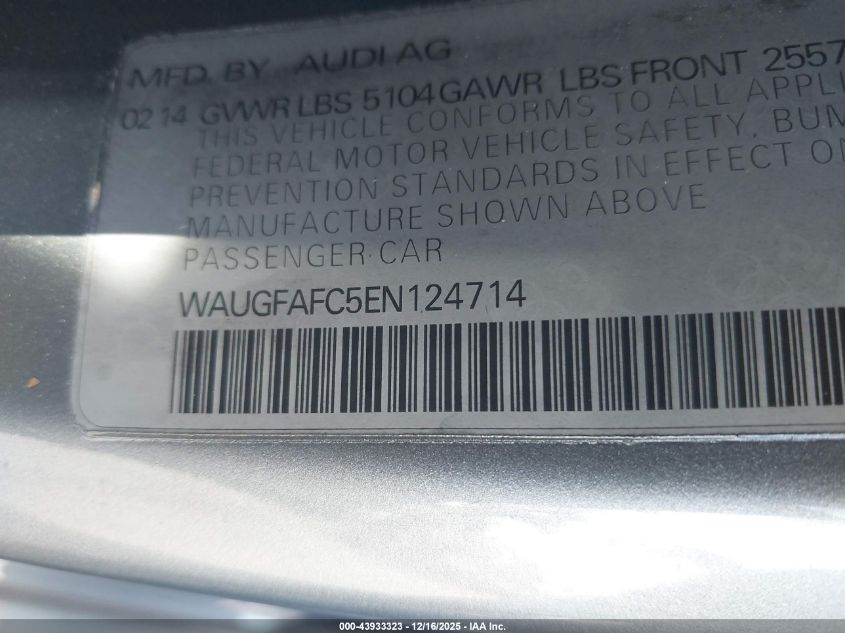 MFD. BY AUDI AG
02 14 GVWR LBS 5104 GAWR LBS FRONT 2557
THIS VEHICLE CONFORMS TO ALL APPLI
FEDERAL MOTOR VEHICLE SAFETY, BUM
PREVENTION STANDARDS IN EFFECT ON
MANUFACTURE SHOWN ABOVE
PASSENGER CAR
WAUGFAFC5EN124714
000-43933323 - 12/16/2025 - IAA Inc.